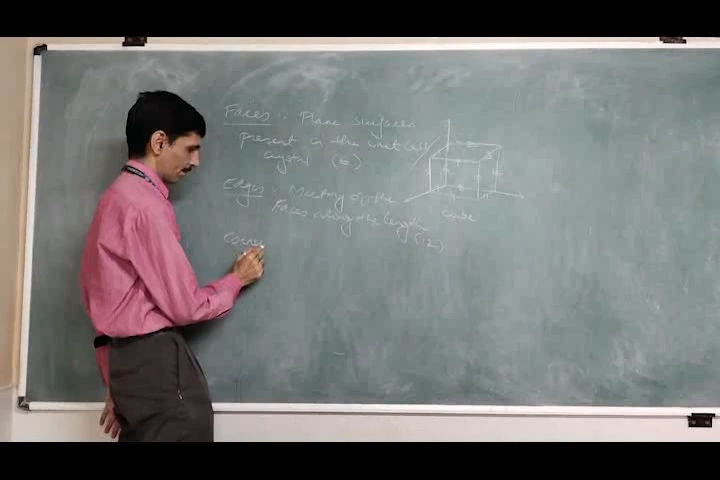 Faces : Plane surfaces
present in the unit cell
crystal (6)
Edges : Meeting of the
Faces along the length
(12)
cube
Corne